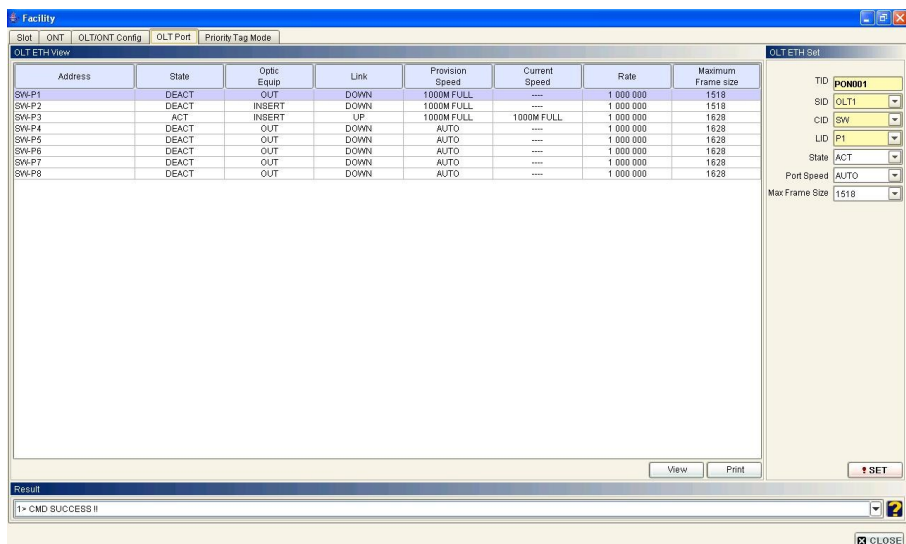 Facility
Slot ONT OLT/ONT Config OLT Port Priority Tag Mode
OLT ETH View
Address State Optic Equip Link Provision Speed Current Speed Rate Maximum Frame size
SW-P1 DEACT OUT DOWN 1000M FULL ---- 1 000 000 1518
SW-P2 DEACT INSERT DOWN 1000M FULL ---- 1 000 000 1518
SW-P3 ACT INSERT UP 1000M FULL 1000M FULL 1 000 000 1628
SW-P4 DEACT OUT DOWN AUTO ---- 1 000 000 1628
SW-P5 DEACT OUT DOWN AUTO ---- 1 000 000 1628
SW-P6 DEACT OUT DOWN AUTO ---- 1 000 000 1628
SW-P7 DEACT OUT DOWN AUTO ---- 1 000 000 1628
SW-P8 DEACT OUT DOWN AUTO ---- 1 000 000 1628
View Print
OLT ETH Set
TID PON001
SID OLT1
CID SW
LID P1
State ACT
Port Speed AUTO
Max Frame Size 1518
! SET
Result
1> CMD SUCCESS !!
?
CLOSE